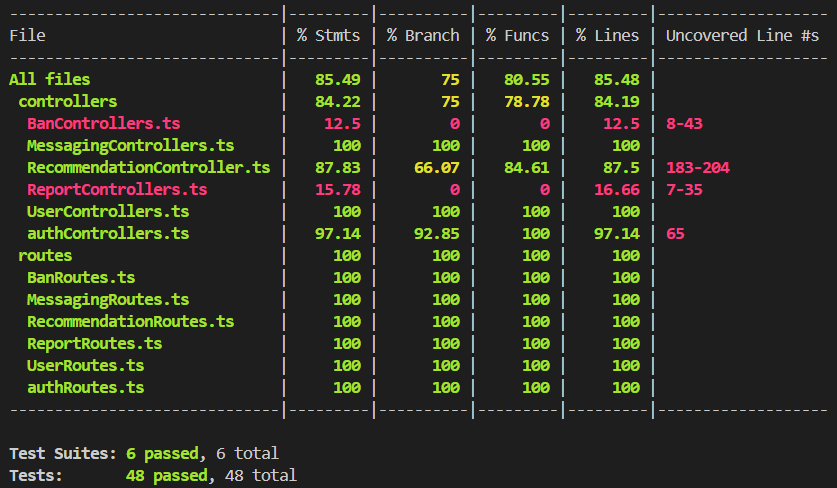 -------------------------------|---------|----------|---------|---------|-------------------
File                           | % Stmts | % Branch | % Funcs | % Lines | Uncovered Line #s
-------------------------------|---------|----------|---------|---------|-------------------
All files                      |   85.49 |       75 |   80.55 |   85.48 |
 controllers                   |   84.22 |       75 |   78.78 |   84.19 |
  BanControllers.ts            |    12.5 |        0 |       0 |    12.5 | 8-43
  MessagingControllers.ts      |     100 |      100 |     100 |     100 |
  RecommendationController.ts  |   87.83 |    66.07 |   84.61 |    87.5 | 183-204
  ReportControllers.ts         |   15.78 |        0 |       0 |   16.66 | 7-35
  UserControllers.ts           |     100 |      100 |     100 |     100 |
  authControllers.ts           |   97.14 |    92.85 |     100 |   97.14 | 65
 routes                        |     100 |      100 |     100 |     100 |
  BanRoutes.ts                 |     100 |      100 |     100 |     100 |
  MessagingRoutes.ts           |     100 |      100 |     100 |     100 |
  RecommendationRoutes.ts      |     100 |      100 |     100 |     100 |
  ReportRoutes.ts              |     100 |      100 |     100 |     100 |
  UserRoutes.ts                |     100 |      100 |     100 |     100 |
  authRoutes.ts                |     100 |      100 |     100 |     100 |
-------------------------------|---------|----------|---------|---------|-------------------
Test Suites: 6 passed, 6 total
Tests:       48 passed, 48 total